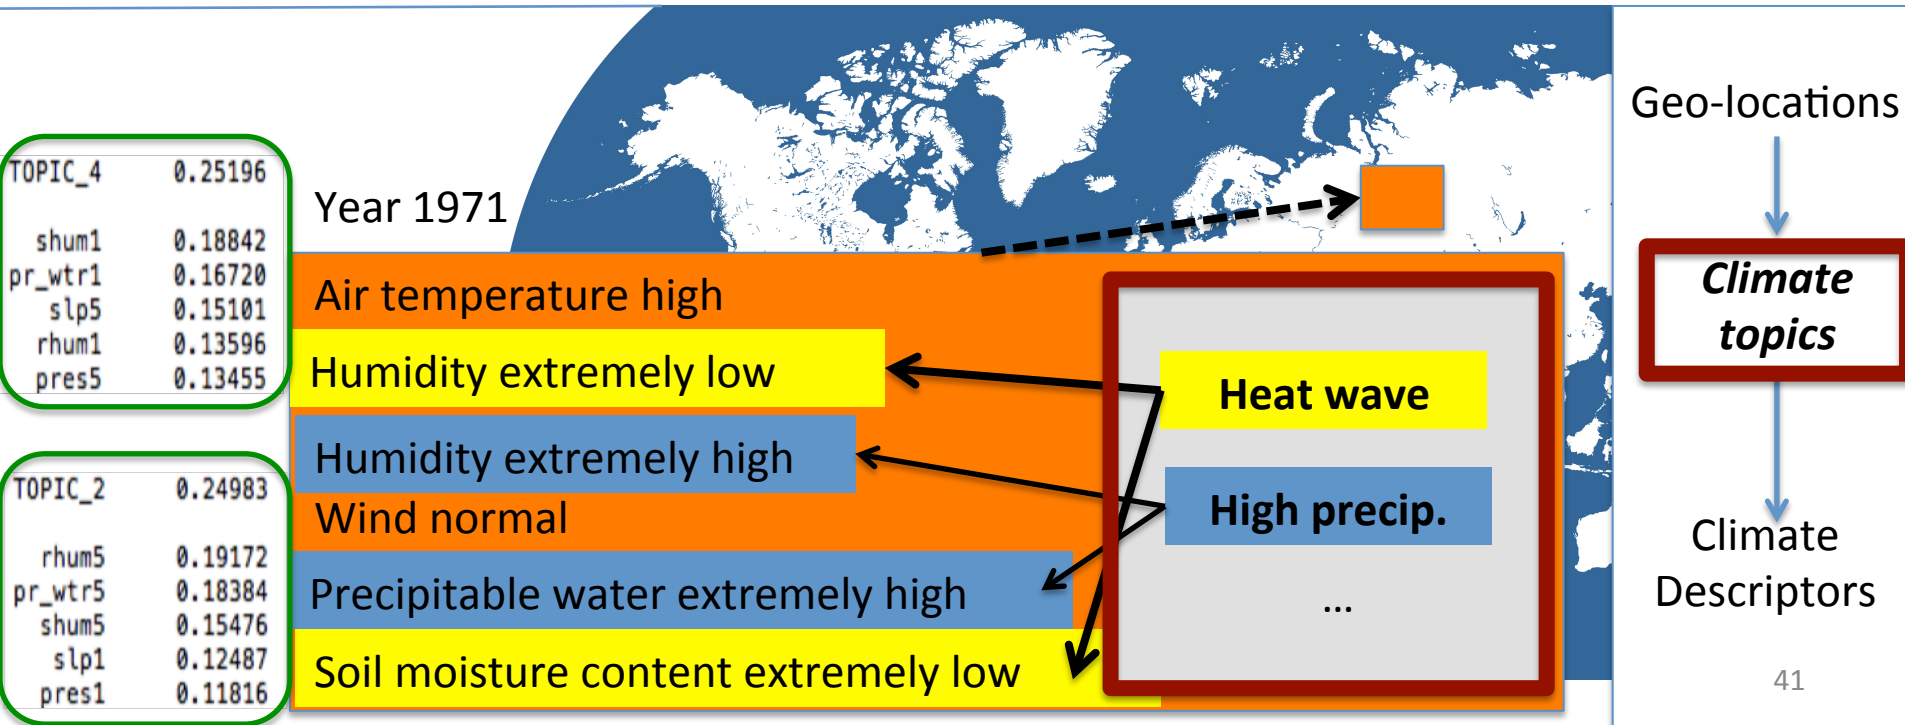 TOPIC_4 0.25196
shum1 0.18842
pr_wtr1 0.16720
slp5 0.15101
rhum1 0.13596
pres5 0.13455
TOPIC_2 0.24983
rhum5 0.19172
pr_wtr5 0.18384
shum5 0.15476
slp1 0.12487
pres1 0.11816
Year 1971
Air temperature high
Humidity extremely low
Humidity extremely high
Wind normal
Precipitable water extremely high
Soil moisture content extremely low
Heat wave
High precip.
...
Geo-locations
Climate
topics
Climate
Descriptors
41